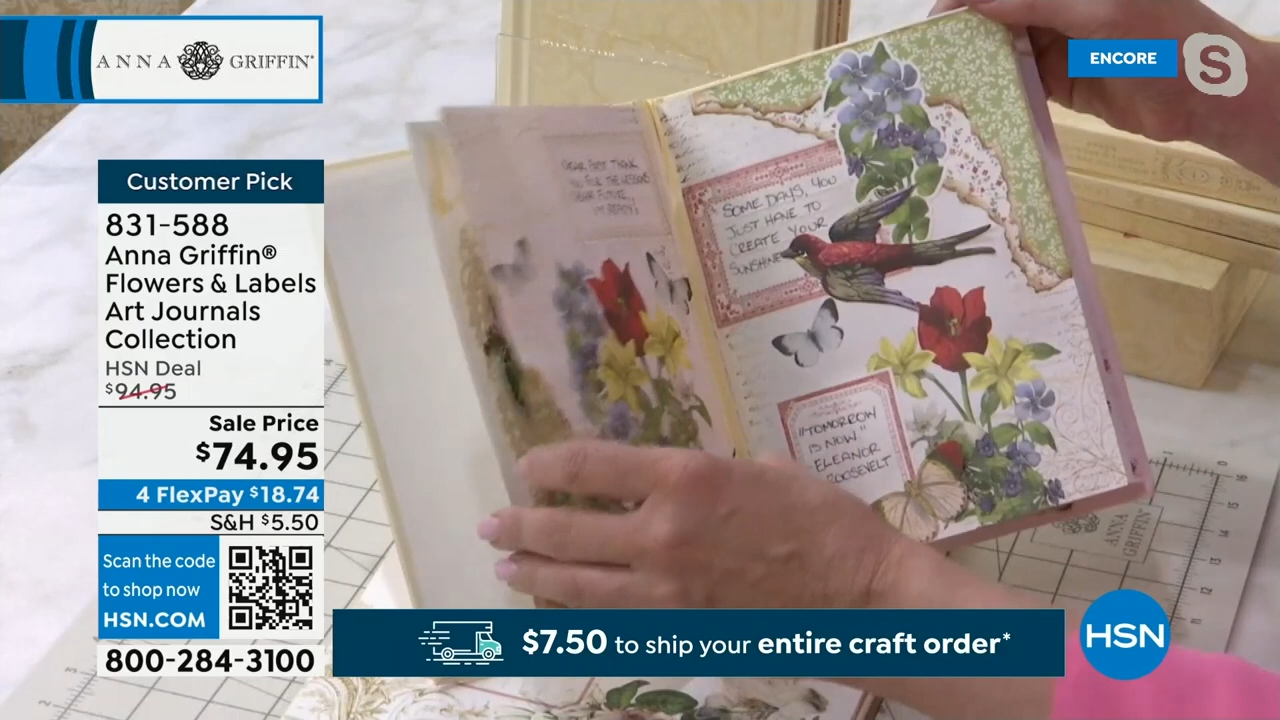 ANNA GRIFFIN®
ENCORE
S
Customer Pick
831-588
Anna Griffin®
Flowers & Labels
Art Journals
Collection
HSN Deal
$94.95
Sale Price
$74.95
4 FlexPay $18.74
S&H $5.50
Scan the code
to shop now
HSN.COM
800-284-3100
SOME DAYS, YOU
JUST HAVE TO
CREATE YOUR
SUNSHINE
"TOMORROW
IS NOW."
ELEANOR
ROOSEVELT
ANNA
GRIFFIN
$7.50 to ship your entire craft order*
HSN